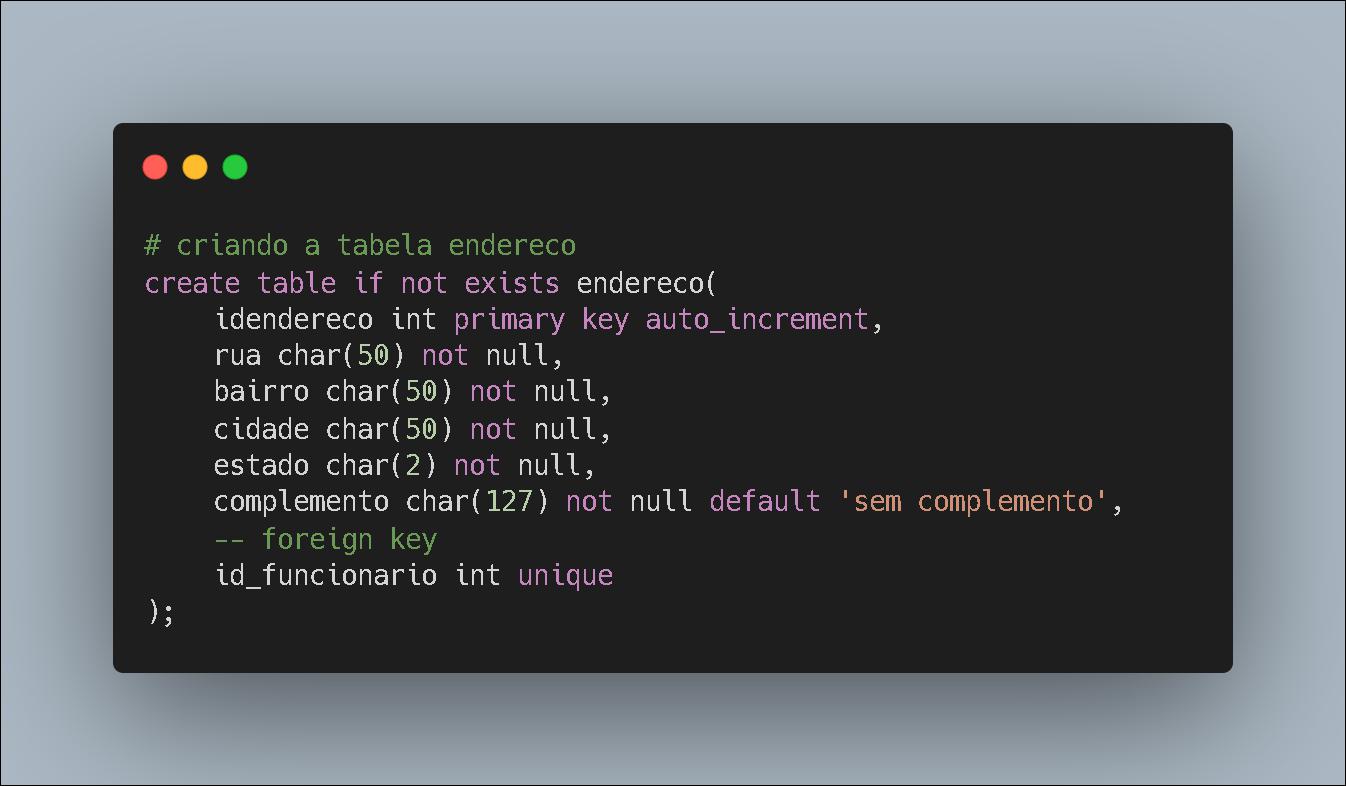 # criando a tabela endereco
create table if not exists endereco(
idendereco int primary key auto_increment,
rua char(50) not null,
bairro char(50) not null,
cidade char(50) not null,
estado char(2) not null,
complemento char(127) not null default 'sem complemento',
-- foreign key
id_funcionario int unique
);